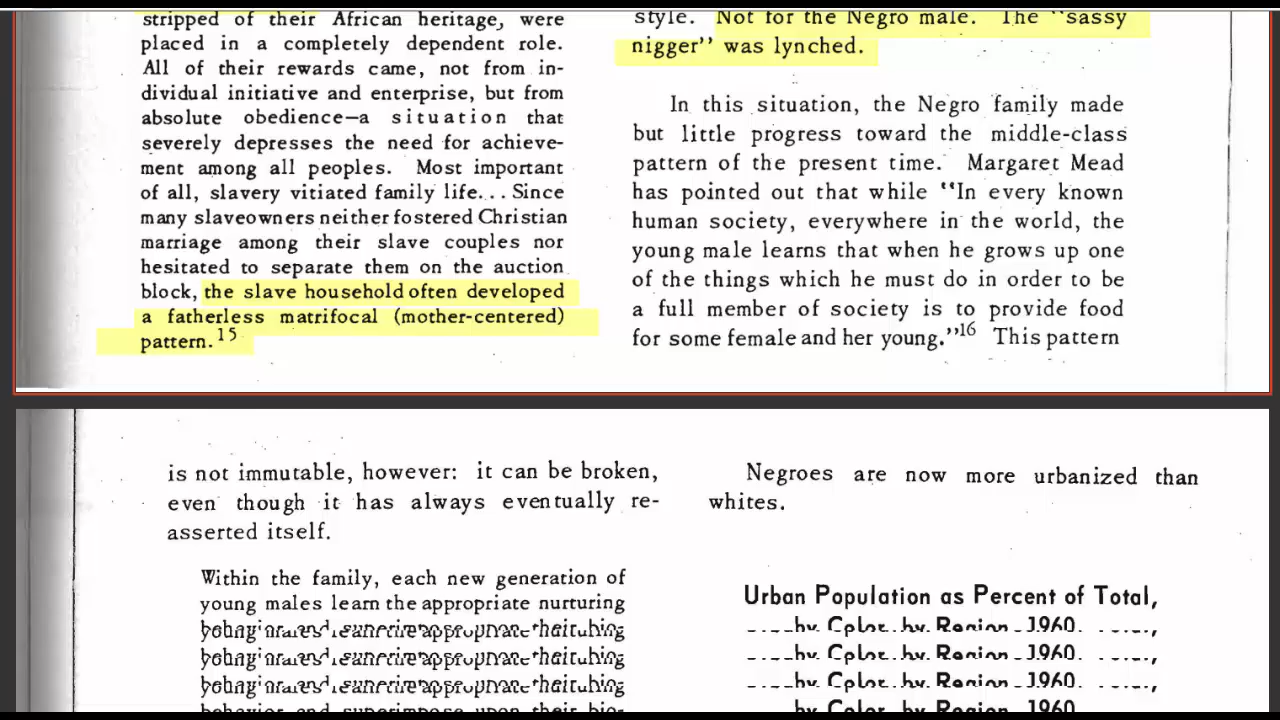 stripped of their African heritage, were
placed in a completely dependent role.
All of their rewards came, not from in-
dividual initiative and enterprise, but from
absolute obedience—a situation that
severely depresses the need for achieve-
ment among all peoples. Most important
of all, slavery vitiated family life... Since
many slaveowners neither fostered Christian
marriage among their slave couples nor
hesitated to separate them on the auction
block, the slave household often developed
a fatherless matrifocal (mother-centered)
pattern.15
style. Not for the Negro male. The "sassy
nigger" was lynched.
In this situation, the Negro family made
but little progress toward the middle-class
pattern of the present time. Margaret Mead
has pointed out that while "In every known
human society, everywhere in the world, the
young male learns that when he grows up one
of the things which he must do in order to be
a full member of society is to provide food
for some female and her young."16 This pattern
is not immutable, however: it can be broken,
even though it has always eventually re-
asserted itself.
Within the family, each new generation of
young males learn the appropriate nurturing
Negroes are now more urbanized than
whites.
Urban Population as Percent of Total,
by Color, by Region 1960